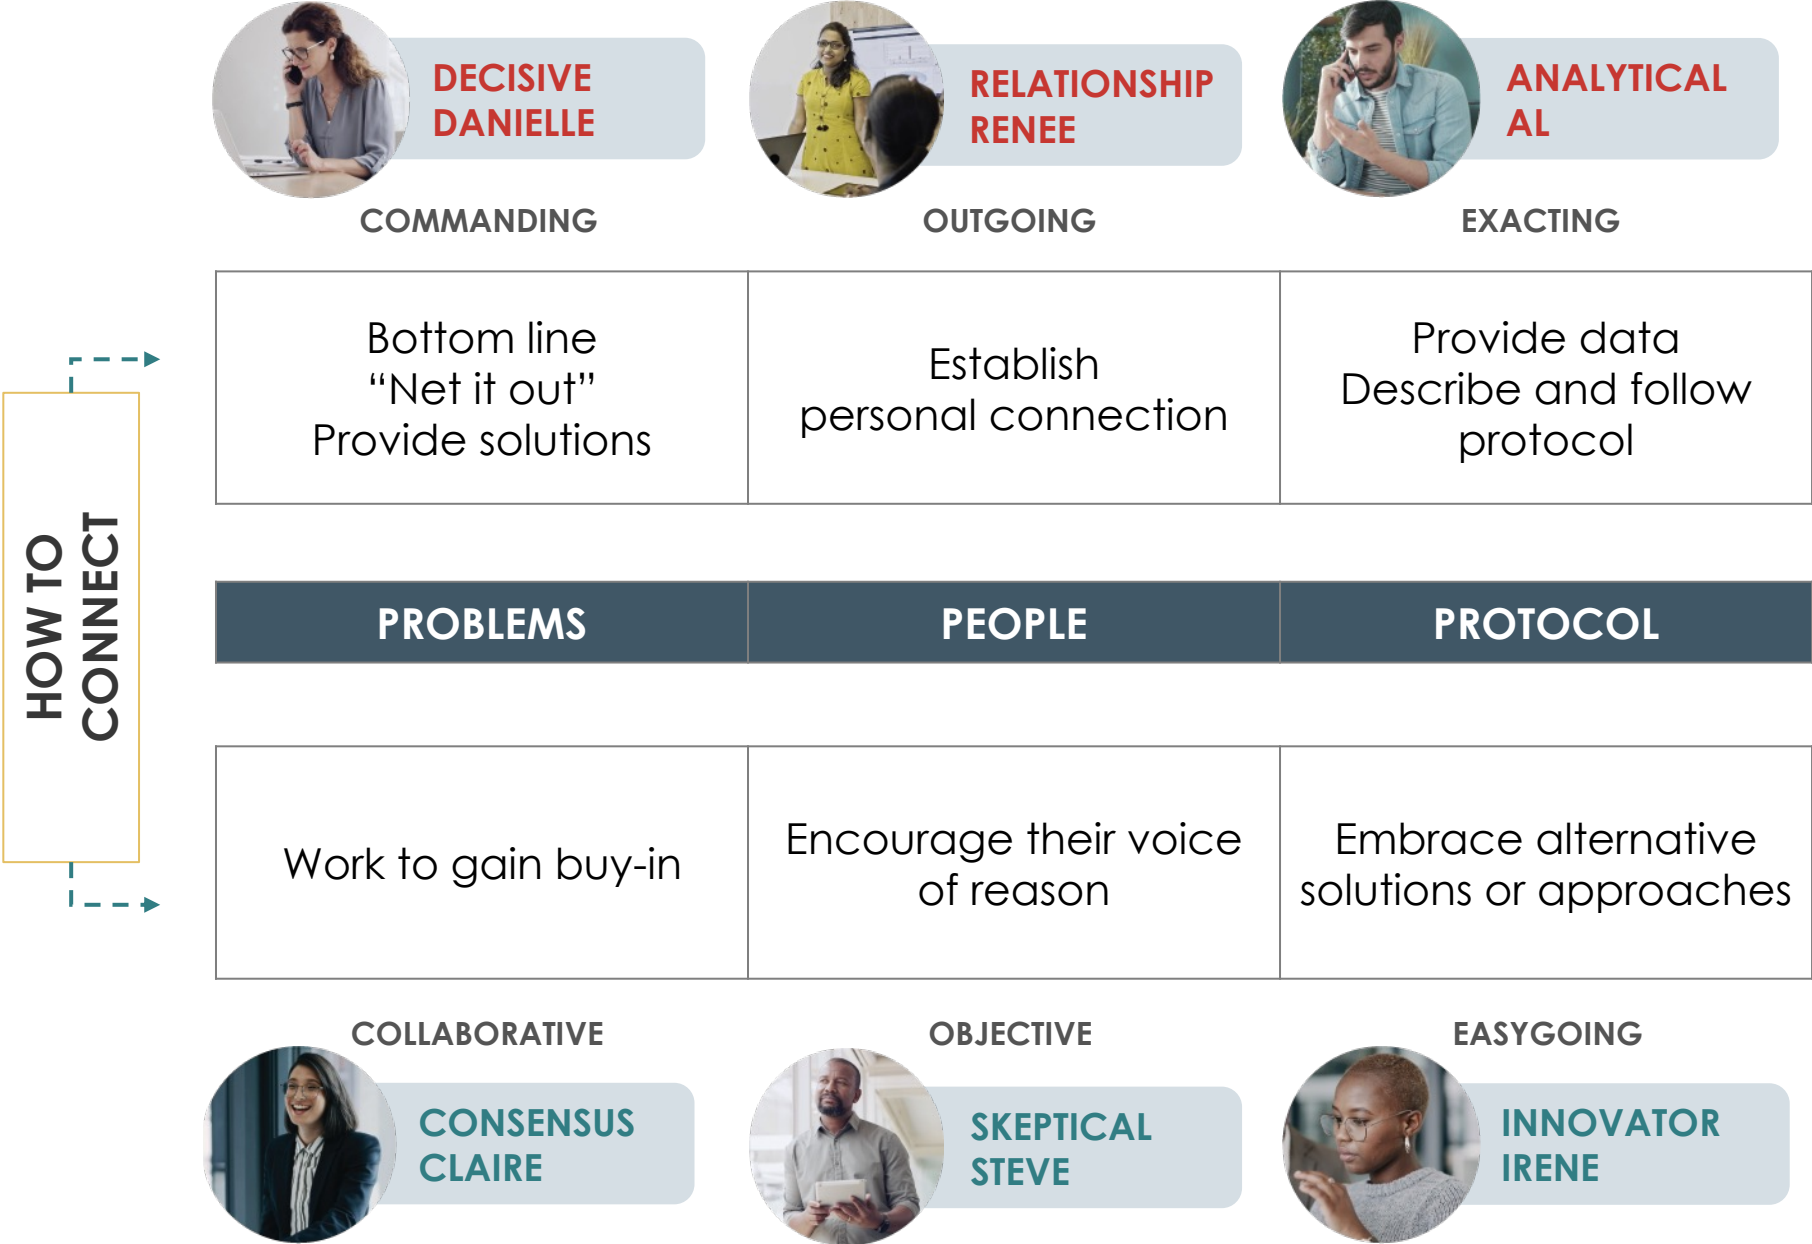 DECISIVE
DANIELLE
RELATIONSHIP
RENEE
ANALYTICAL
AL
COMMANDING
OUTGOING
EXACTING
Bottom line
“Net it out”
Provide solutions
Establish
personal connection
Provide data
Describe and follow
protocol
HOW TO
CONNECT
PROBLEMS
PEOPLE
PROTOCOL
Work to gain buy-in
Encourage their voice
of reason
Embrace alternative
solutions or approaches
COLLABORATIVE
OBJECTIVE
EASYGOING
CONSENSUS
CLAIRE
SKEPTICAL
STEVE
INNOVATOR
IRENE